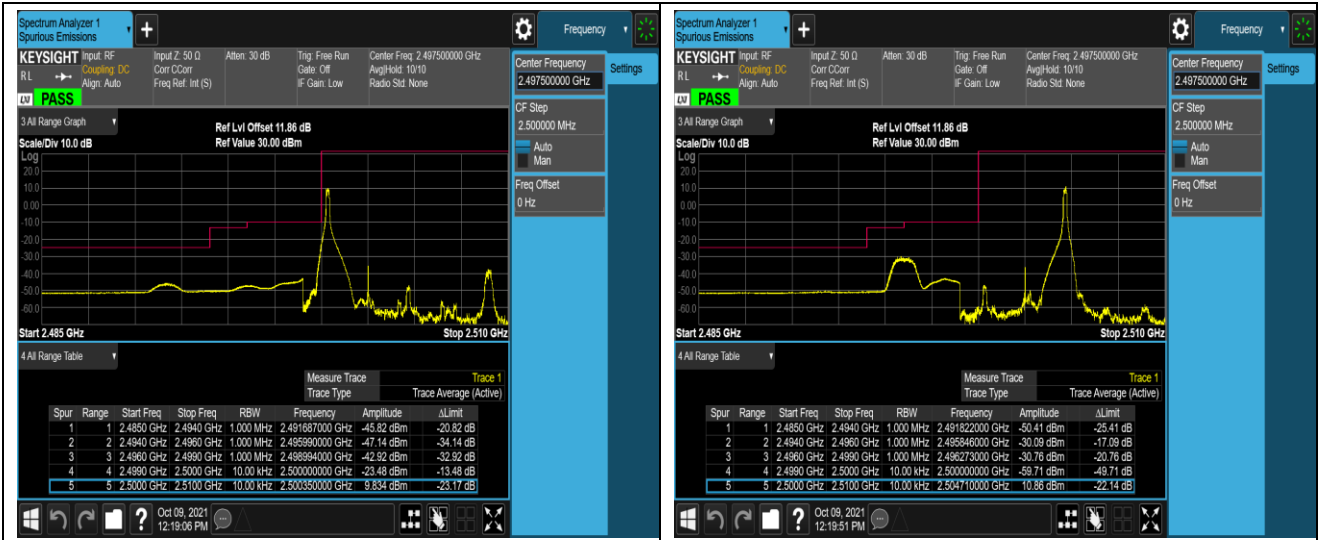 Spectrum Analyzer 1
Spurious Emissions
+
Frequency
KEYSIGHT Input: RF Input Z: 50 Ω Atten: 30 dB Trig: Free Run Center Freq: 2.497500000 GHz
Coupling: DC Corr CCorr Gate: Off Avg|Hold: 10/10
RL Align: Auto Freq Ref: Int (S) IF Gain: Low Radio Std: None
LXI PASS
Center Frequency
2.497500000 GHz
Settings
CF Step
2.500000 MHz
Auto
Man
Freq Offset
0 Hz
3 All Range Graph
Ref Lvl Offset 11.86 dB
Scale/Div 10.0 dB Ref Value 30.00 dBm
Log
20.0
10.0
0.00
-10.0
-20.0
-30.0
-40.0
-50.0
-60.0
Start 2.485 GHz Stop 2.510 GHz
4 All Range Table
Measure Trace Trace 1
Trace Type Trace Average (Active)
Spur Range Start Freq Stop Freq RBW Frequency Amplitude ΔLimit
1 1 2.4850 GHz 2.4940 GHz 1.000 MHz 2.491687000 GHz -45.82 dBm -20.82 dB
2 2 2.4940 GHz 2.4960 GHz 1.000 MHz 2.495990000 GHz -47.14 dBm -34.14 dB
3 3 2.4960 GHz 2.4990 GHz 1.000 MHz 2.498994000 GHz -42.92 dBm -32.92 dB
4 4 2.4990 GHz 2.5000 GHz 10.00 kHz 2.500000000 GHz -23.48 dBm -13.48 dB
5 5 2.5000 GHz 2.5100 GHz 10.00 kHz 2.500350000 GHz 9.834 dBm -23.17 dB
?
Oct 09, 2021
12:19:06 PM
Spectrum Analyzer 1
Spurious Emissions
+
Frequency
KEYSIGHT Input: RF Input Z: 50 Ω Atten: 30 dB Trig: Free Run Center Freq: 2.497500000 GHz
Coupling: DC Corr CCorr Gate: Off Avg|Hold: 10/10
RL Align: Auto Freq Ref: Int (S) IF Gain: Low Radio Std: None
LXI PASS
Center Frequency
2.497500000 GHz
Settings
CF Step
2.500000 MHz
Auto
Man
Freq Offset
0 Hz
3 All Range Graph
Ref Lvl Offset 11.86 dB
Scale/Div 10.0 dB Ref Value 30.00 dBm
Log
20.0
10.0
0.00
-10.0
-20.0
-30.0
-40.0
-50.0
-60.0
Start 2.485 GHz Stop 2.510 GHz
4 All Range Table
Measure Trace Trace 1
Trace Type Trace Average (Active)
Spur Range Start Freq Stop Freq RBW Frequency Amplitude ΔLimit
1 1 2.4850 GHz 2.4940 GHz 1.000 MHz 2.491822000 GHz -50.41 dBm -25.41 dB
2 2 2.4940 GHz 2.4960 GHz 1.000 MHz 2.495846000 GHz -30.09 dBm -17.09 dB
3 3 2.4960 GHz 2.4990 GHz 1.000 MHz 2.496273000 GHz -30.76 dBm -20.76 dB
4 4 2.4990 GHz 2.5000 GHz 10.00 kHz 2.500000000 GHz -59.71 dBm -49.71 dB
5 5 2.5000 GHz 2.5100 GHz 10.00 kHz 2.504710000 GHz 10.86 dBm -22.14 dB
?
Oct 09, 2021
12:19:51 PM